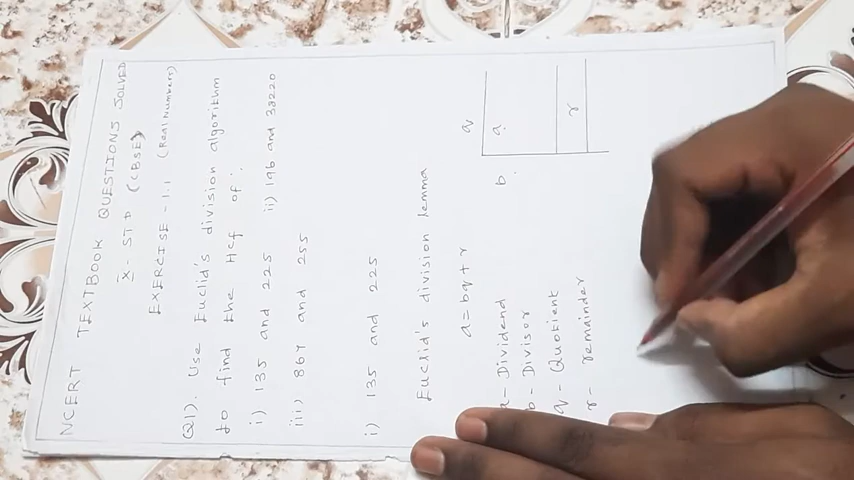 NCERT TEXTBOOK QUESTIONS SOLVED
X - STD (CBSE)
EXERCISE - 1.1 (Real Numbers)
Q1). Use Euclid's division algorithm
to find the Hcf of :
i) 135 and 225 ii) 196 and 38220
iii) 867 and 255
i) 135 and 225
Euclid's division lemma
a = bq + r
a - Dividend
b - Divisor
q - Quotient
r - remainder
q
b
a
r